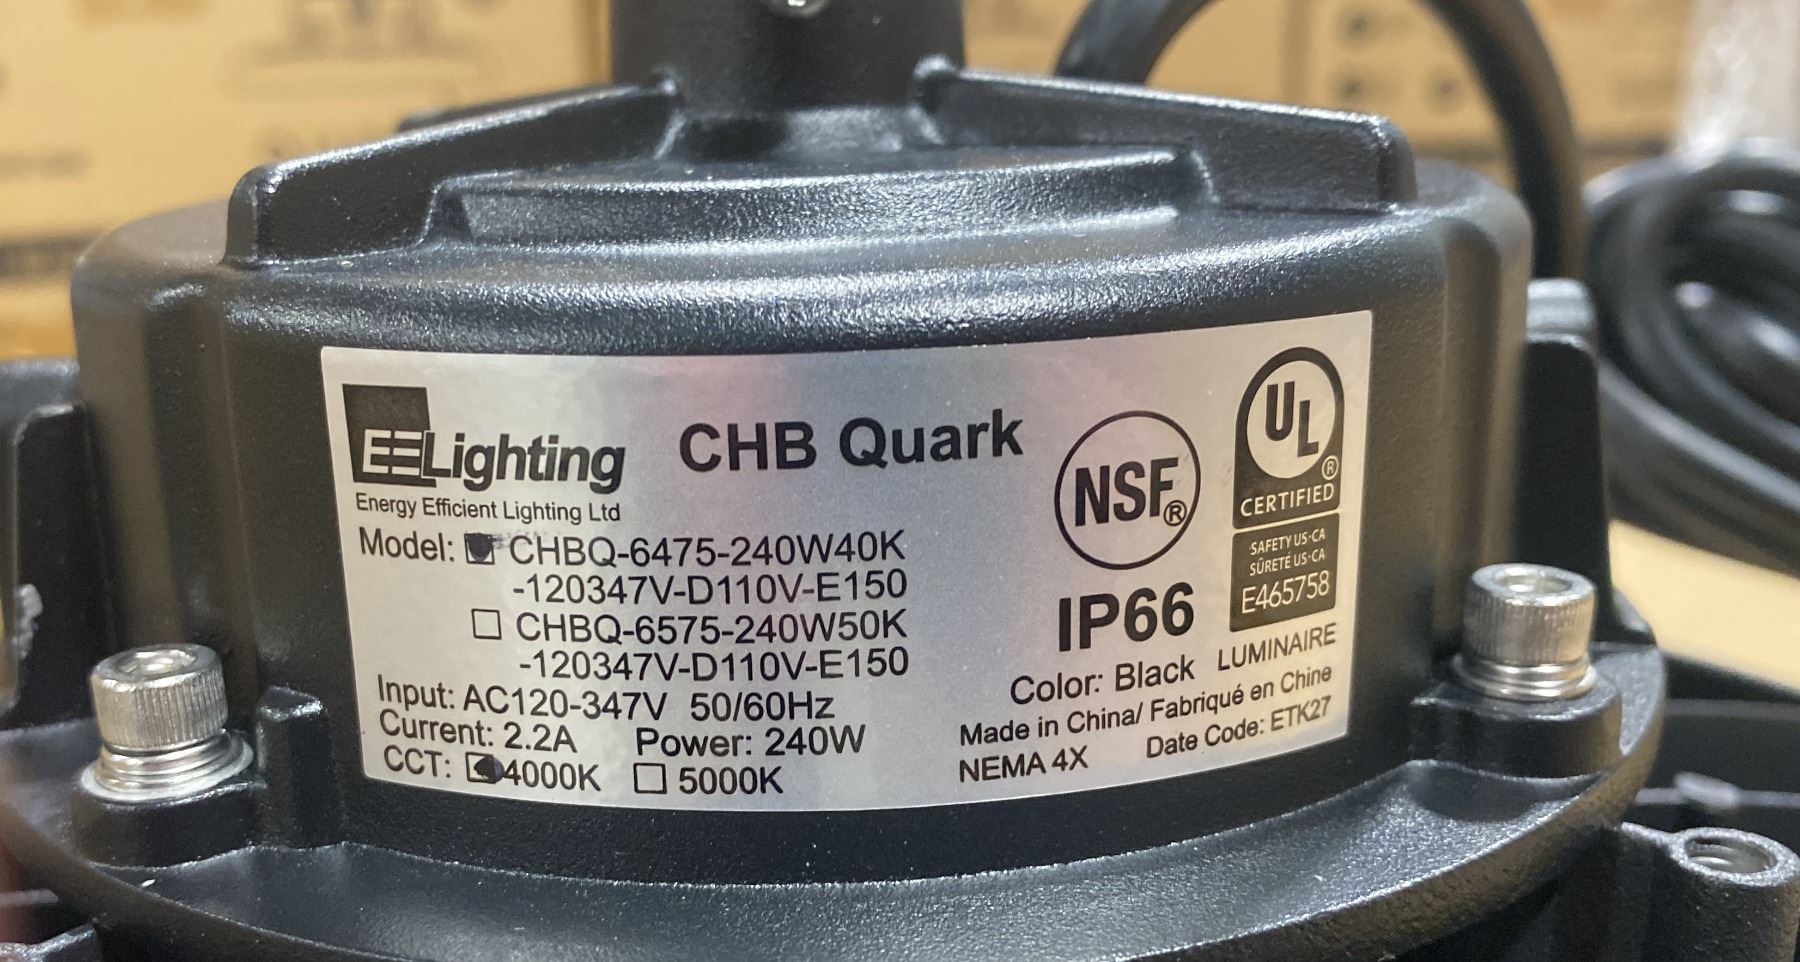 EELighting
CHB Quark
Energy Efficient Lighting Ltd
Model: CHBQ-6475-240W40K
-120347V-D110V-E150
CHBQ-6575-240W50K
-120347V-D110V-E150
Input: AC120-347V 50/60Hz
Current: 2.2A Power: 240W
CCT: 4000K 5000K
NSF®
UL®
CERTIFIED
SAFETY US·CA
SÛRETÉ US·CA
E465758
IP66
LUMINAIRE
Color: Black
Made in China/ Fabriqué en Chine
NEMA 4X
Date Code: ETK27